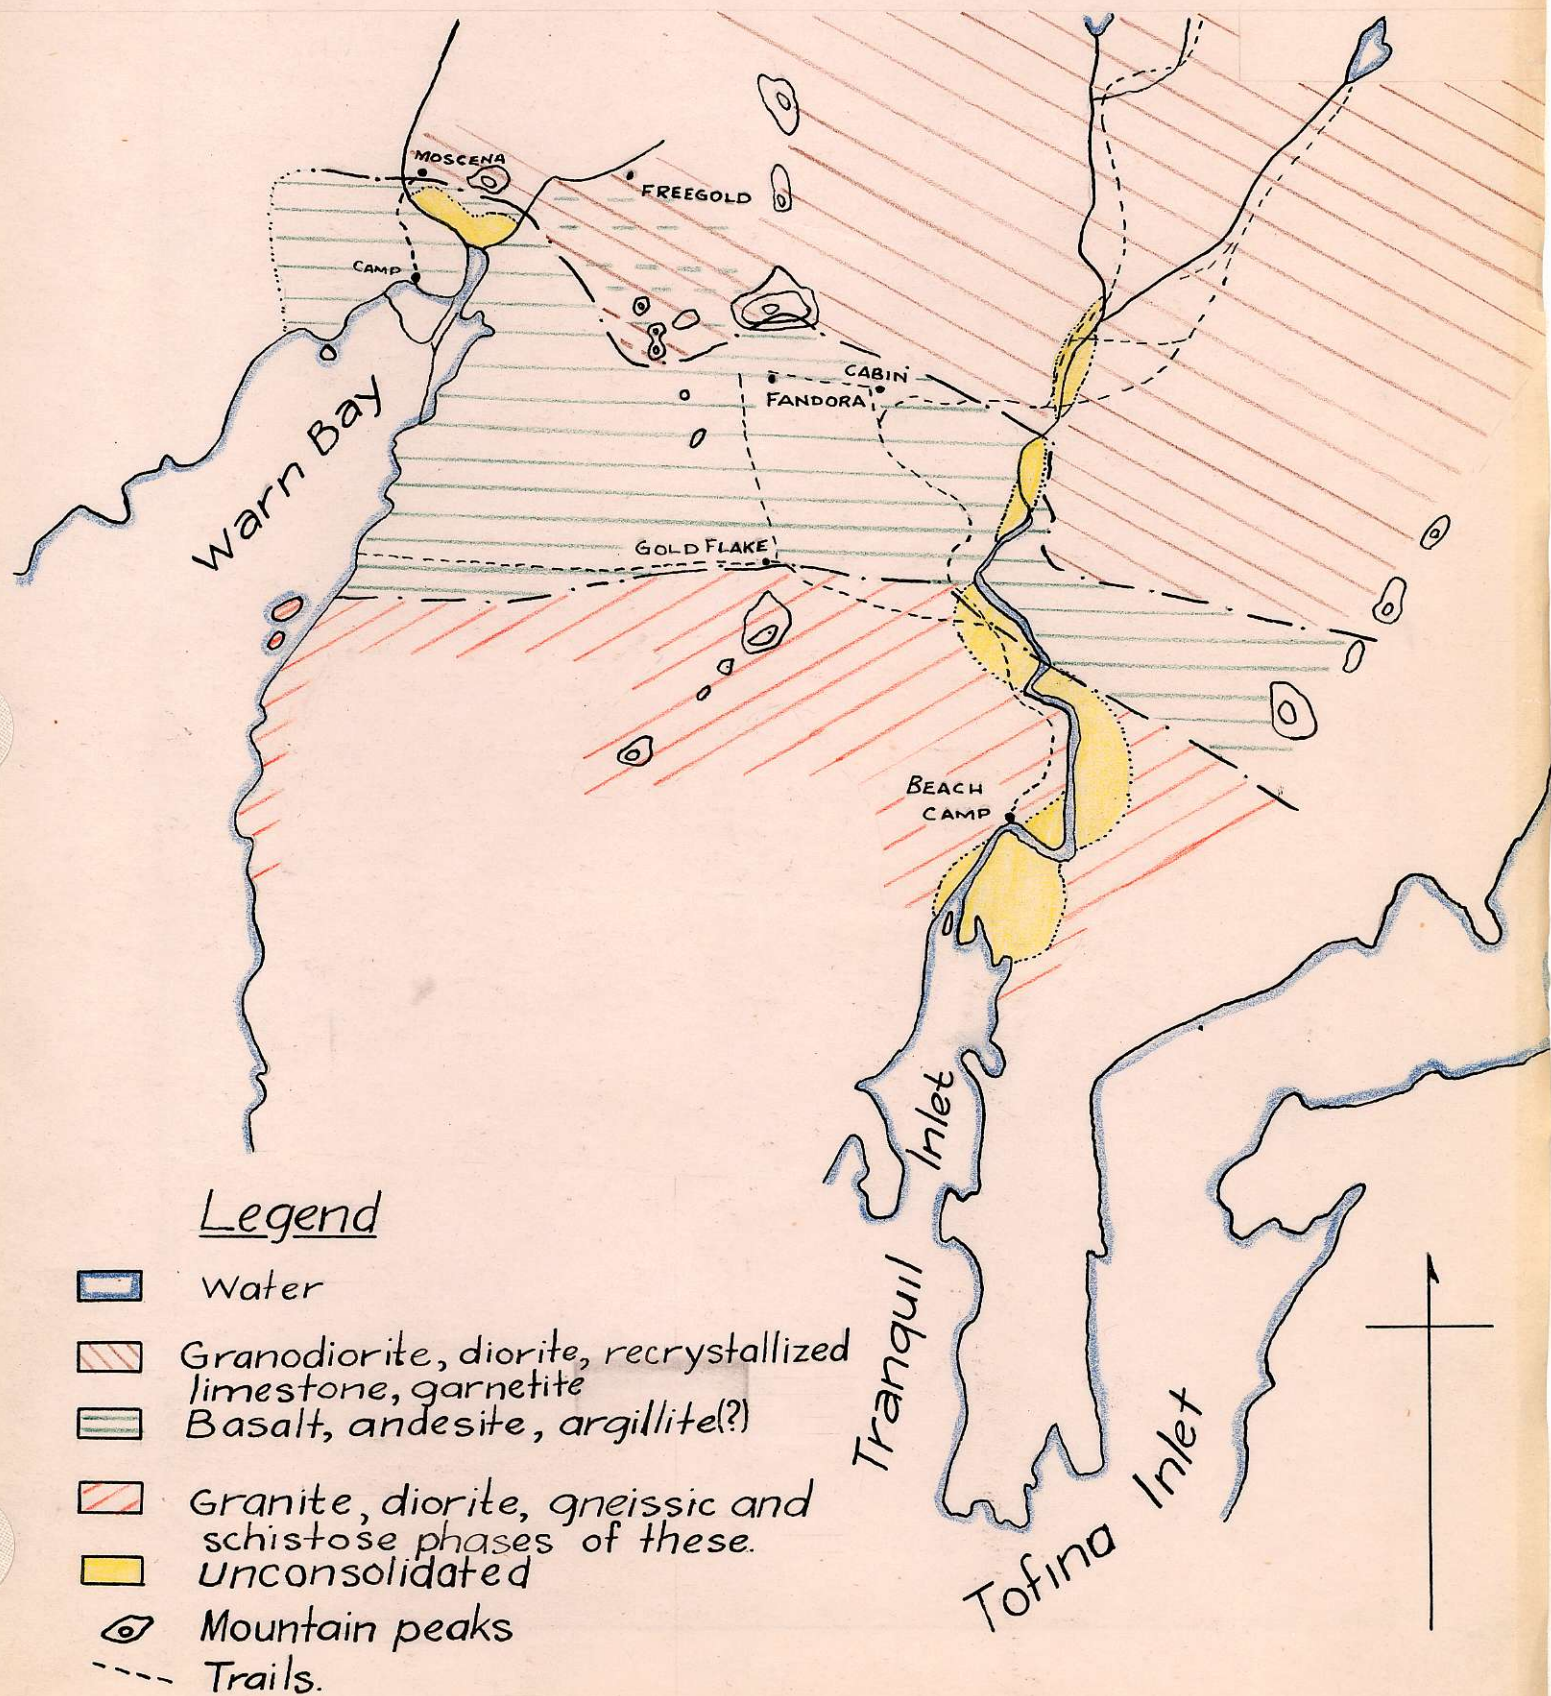 MOSCENA
FREEGOLD
CAMP
CABIN
FANDORA
Warn Bay
GOLD FLAKE
BEACH
CAMP
Tranquil Inlet
Tofino Inlet
Legend
Water
Granodiorite, diorite, recrystallized
limestone, garnetite
Basalt, andesite, argillite(?)
Granite, diorite, gneissic and
schistose phases of these.
Unconsolidated
Mountain peaks
Trails.